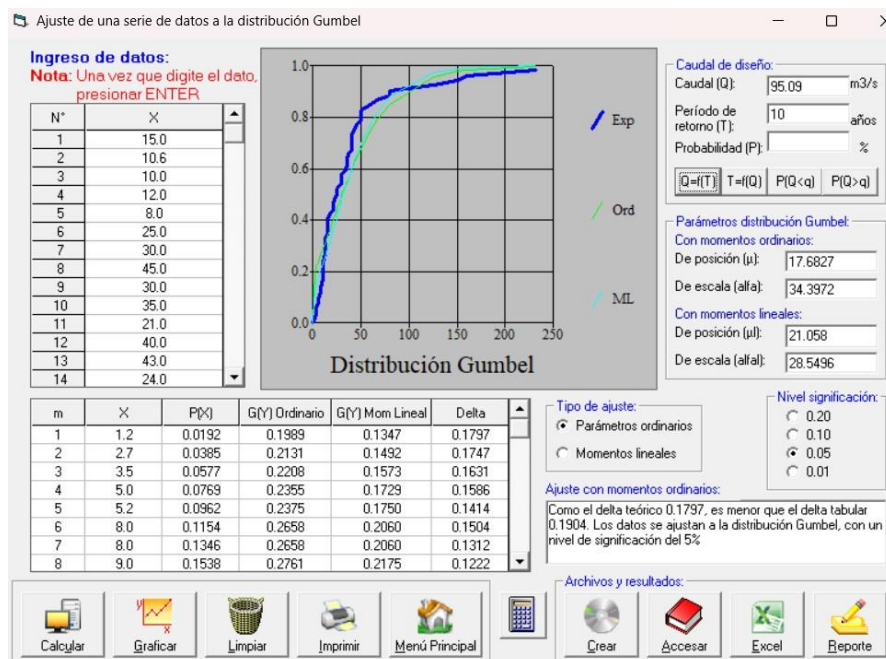 Ajuste de una serie de datos a la distribución Gumbel
Ingreso de datos:
Nota: Una vez que digite el dato,
presionar ENTER
N° X
1 15.0
2 10.6
3 10.0
4 12.0
5 8.0
6 25.0
7 30.0
8 45.0
9 30.0
10 35.0
11 21.0
12 40.0
13 43.0
14 24.0
1.0
0.8
0.6
0.4
0.2
0.0
0 50 100 150 200 250
Distribución Gumbel
Exp
Ord
ML
Caudal de diseño:
Caudal (Q): 95.09 m3/s
Período de
retorno (T): 10 años
Probabilidad (P): %
Q=f(T) T=f(Q) P(Q<q) P(Q>q)
Parámetros distribución Gumbel:
Con momentos ordinarios:
De posición (µ): 17.6827
De escala (alfa): 34.3972
Con momentos lineales:
De posición (µl): 21.058
De escala (alfal): 28.5496
m X P(X) G(Y) Ordinario G(Y) Mom Lineal Delta
1 1.2 0.0192 0.1989 0.1347 0.1797
2 2.7 0.0385 0.2131 0.1492 0.1747
3 3.5 0.0577 0.2208 0.1573 0.1631
4 5.0 0.0769 0.2355 0.1729 0.1586
5 5.2 0.0962 0.2375 0.1750 0.1414
6 8.0 0.1154 0.2658 0.2060 0.1504
7 8.0 0.1346 0.2658 0.2060 0.1312
8 9.0 0.1538 0.2761 0.2175 0.1222
Tipo de ajuste:
Parámetros ordinarios
Momentos lineales
Nivel significación:
0.20
0.10
0.05
0.01
Ajuste con momentos ordinarios:
Como el delta teórico 0.1797, es menor que el delta tabular
0.1904. Los datos se ajustan a la distribución Gumbel, con un
nivel de significación del 5%
Archivos y resultados:
Calcular Graficar Limpiar Imprimir Menú Principal Crear Accesar Excel Reporte